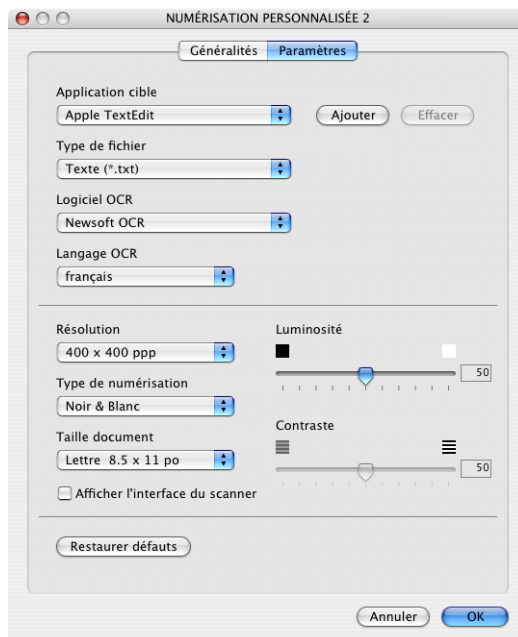 NUMÉRISATION PERSONNALISÉE 2
Généralités Paramètres
Application cible
Apple TextEdit Ajouter Effacer
Type de fichier
Texte (*.txt)
Logiciel OCR
Newsoft OCR
Langage OCR
français
Résolution Luminosité
400 x 400 ppp
50
Type de numérisation
Noir & Blanc
Contraste
Taille document
Lettre 8.5 x 11 po
50
Afficher l'interface du scanner
Restaurer défauts
Annuler OK